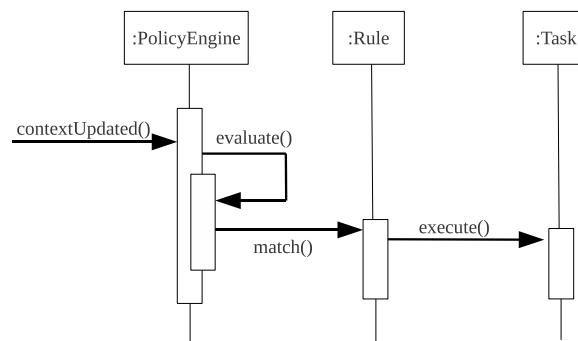 :PolicyEngine
:Rule
:Task
contextUpdated()
evaluate()
match()
execute()